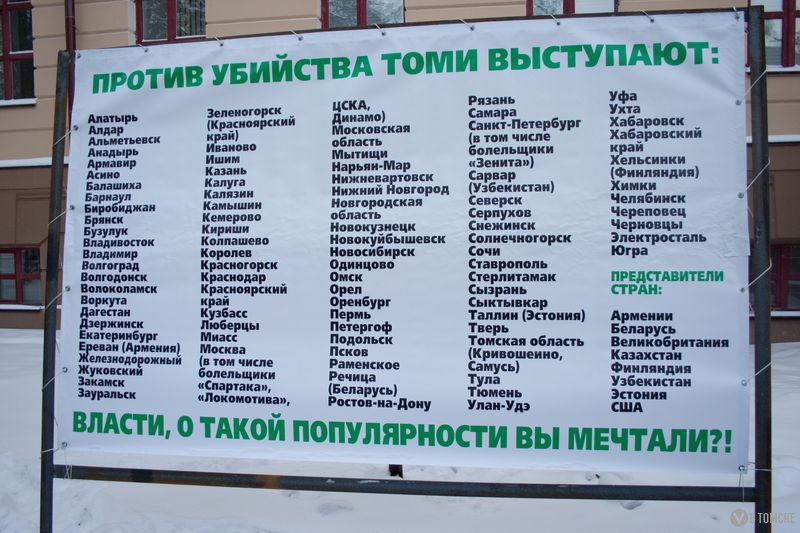 ПРОТИВ УБИЙСТВА ТОМИ ВЫСТУПАЮТ:
Алатырь
Алдар
Альметьевск
Анадырь
Армавир
Асино
Балашиха
Барнаул
Биробиджан
Брянск
Бузулук
Владивосток
Владимир
Волгоград
Волгодонск
Волоколамск
Воркута
Дагестан
Дзержинск
Екатеринбург
Ереван (Армения)
Железнодорожный
Жуковский
Закамск
Зауральск
Зеленогорск
(Красноярский
край)
Иваново
Ишим
Казань
Калуга
Калязин
Камышин
Кемерово
Кириши
Колпашево
Королев
Красногорск
Краснодар
Красноярский
край
Кузбасс
Люберцы
Миасс
Москва
(в том числе
болельщики
«Спартака»,
«Локомотива»,
ЦСКА,
Динамо)
Московская
область
Мытищи
Нарьян-Мар
Нижневартовск
Нижний Новгород
Новгородская
область
Новокузнецк
Новокуйбышевск
Новосибирск
Одинцово
Омск
Орел
Оренбург
Пермь
Петергоф
Подольск
Псков
Раменское
Речица
(Беларусь)
Ростов-на-Дону
Рязань
Самара
Санкт-Петербург
(в том числе
болельщики
«Зенита»)
Сарвар
(Узбекистан)
Северск
Серпухов
Снежинск
Солнечногорск
Сочи
Ставрополь
Стерлитамак
Сызрань
Сыктывкар
Таллин (Эстония)
Тверь
Томская область
(Кривошеино,
Самусь)
Тула
Тюмень
Улан-Удэ
Уфа
Ухта
Хабаровск
Хабаровский
край
Хельсинки
(Финляндия)
Химки
Челябинск
Череповец
Черновцы
Электросталь
Югра
ПРЕДСТАВИТЕЛИ
СТРАН:
Армении
Беларусь
Великобритания
Казахстан
Финляндия
Узбекистан
Эстония
США
ВЛАСТИ, О ТАКОЙ ПОПУЛЯРНОСТИ ВЫ МЕЧТАЛИ?!
В ТОМСКЕ